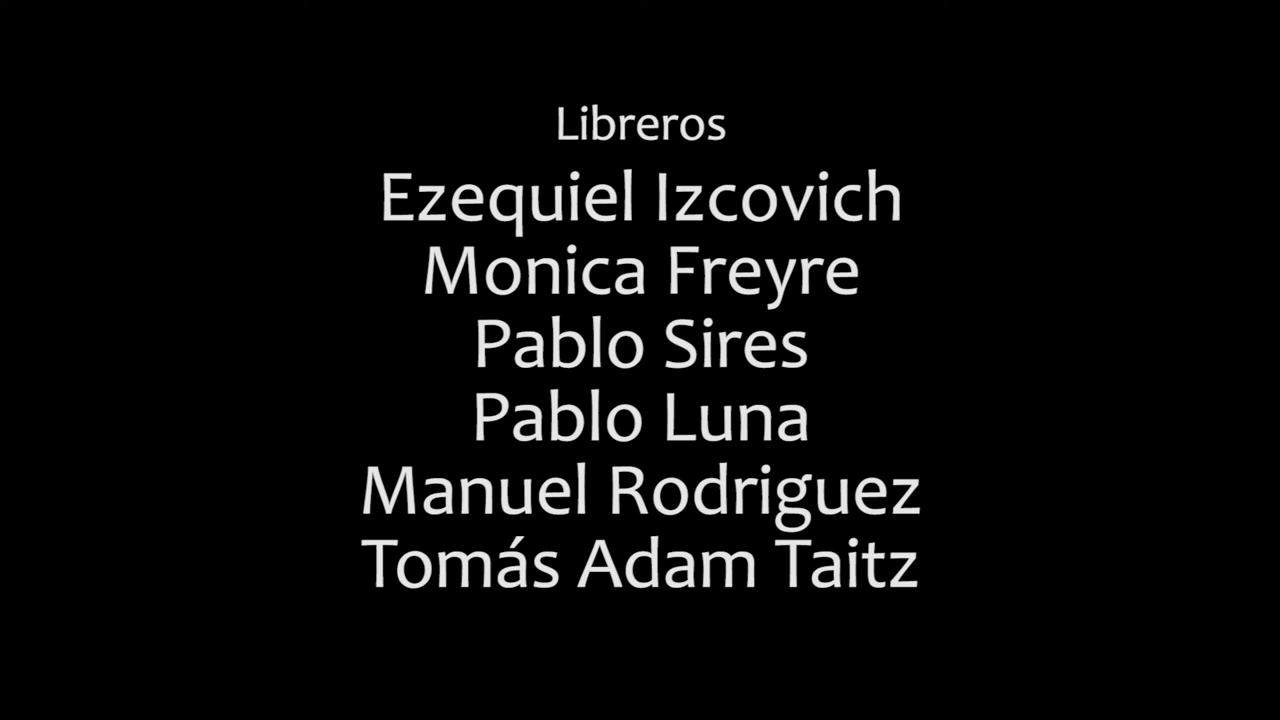 Libreros
Ezequiel Izcovich
Monica Freyre
Pablo Sires
Pablo Luna
Manuel Rodriguez
Tomás Adam Taitz